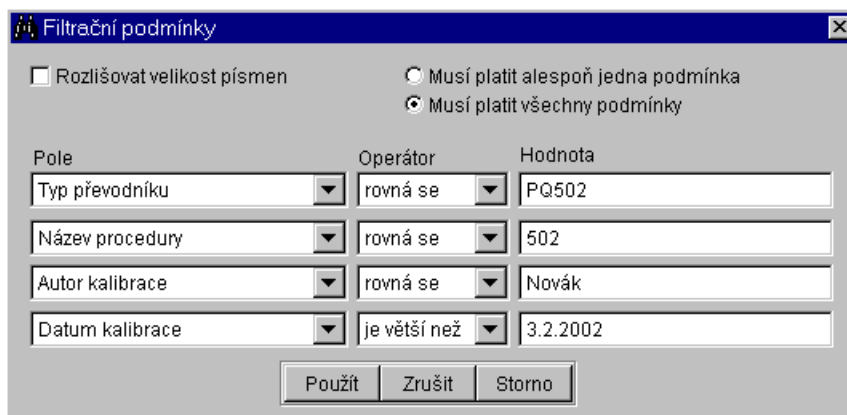 Filtrační podmínky
Rozlišovat velikost písmen
Musí platit alespoň jedna podmínka
Musí platit všechny podmínky
Pole Operátor Hodnota
Typ převodníku rovná se PQ502
Název procedury rovná se 502
Autor kalibrace rovná se Novák
Datum kalibrace je větší než 3.2.2002
Použít Zrušit Storno